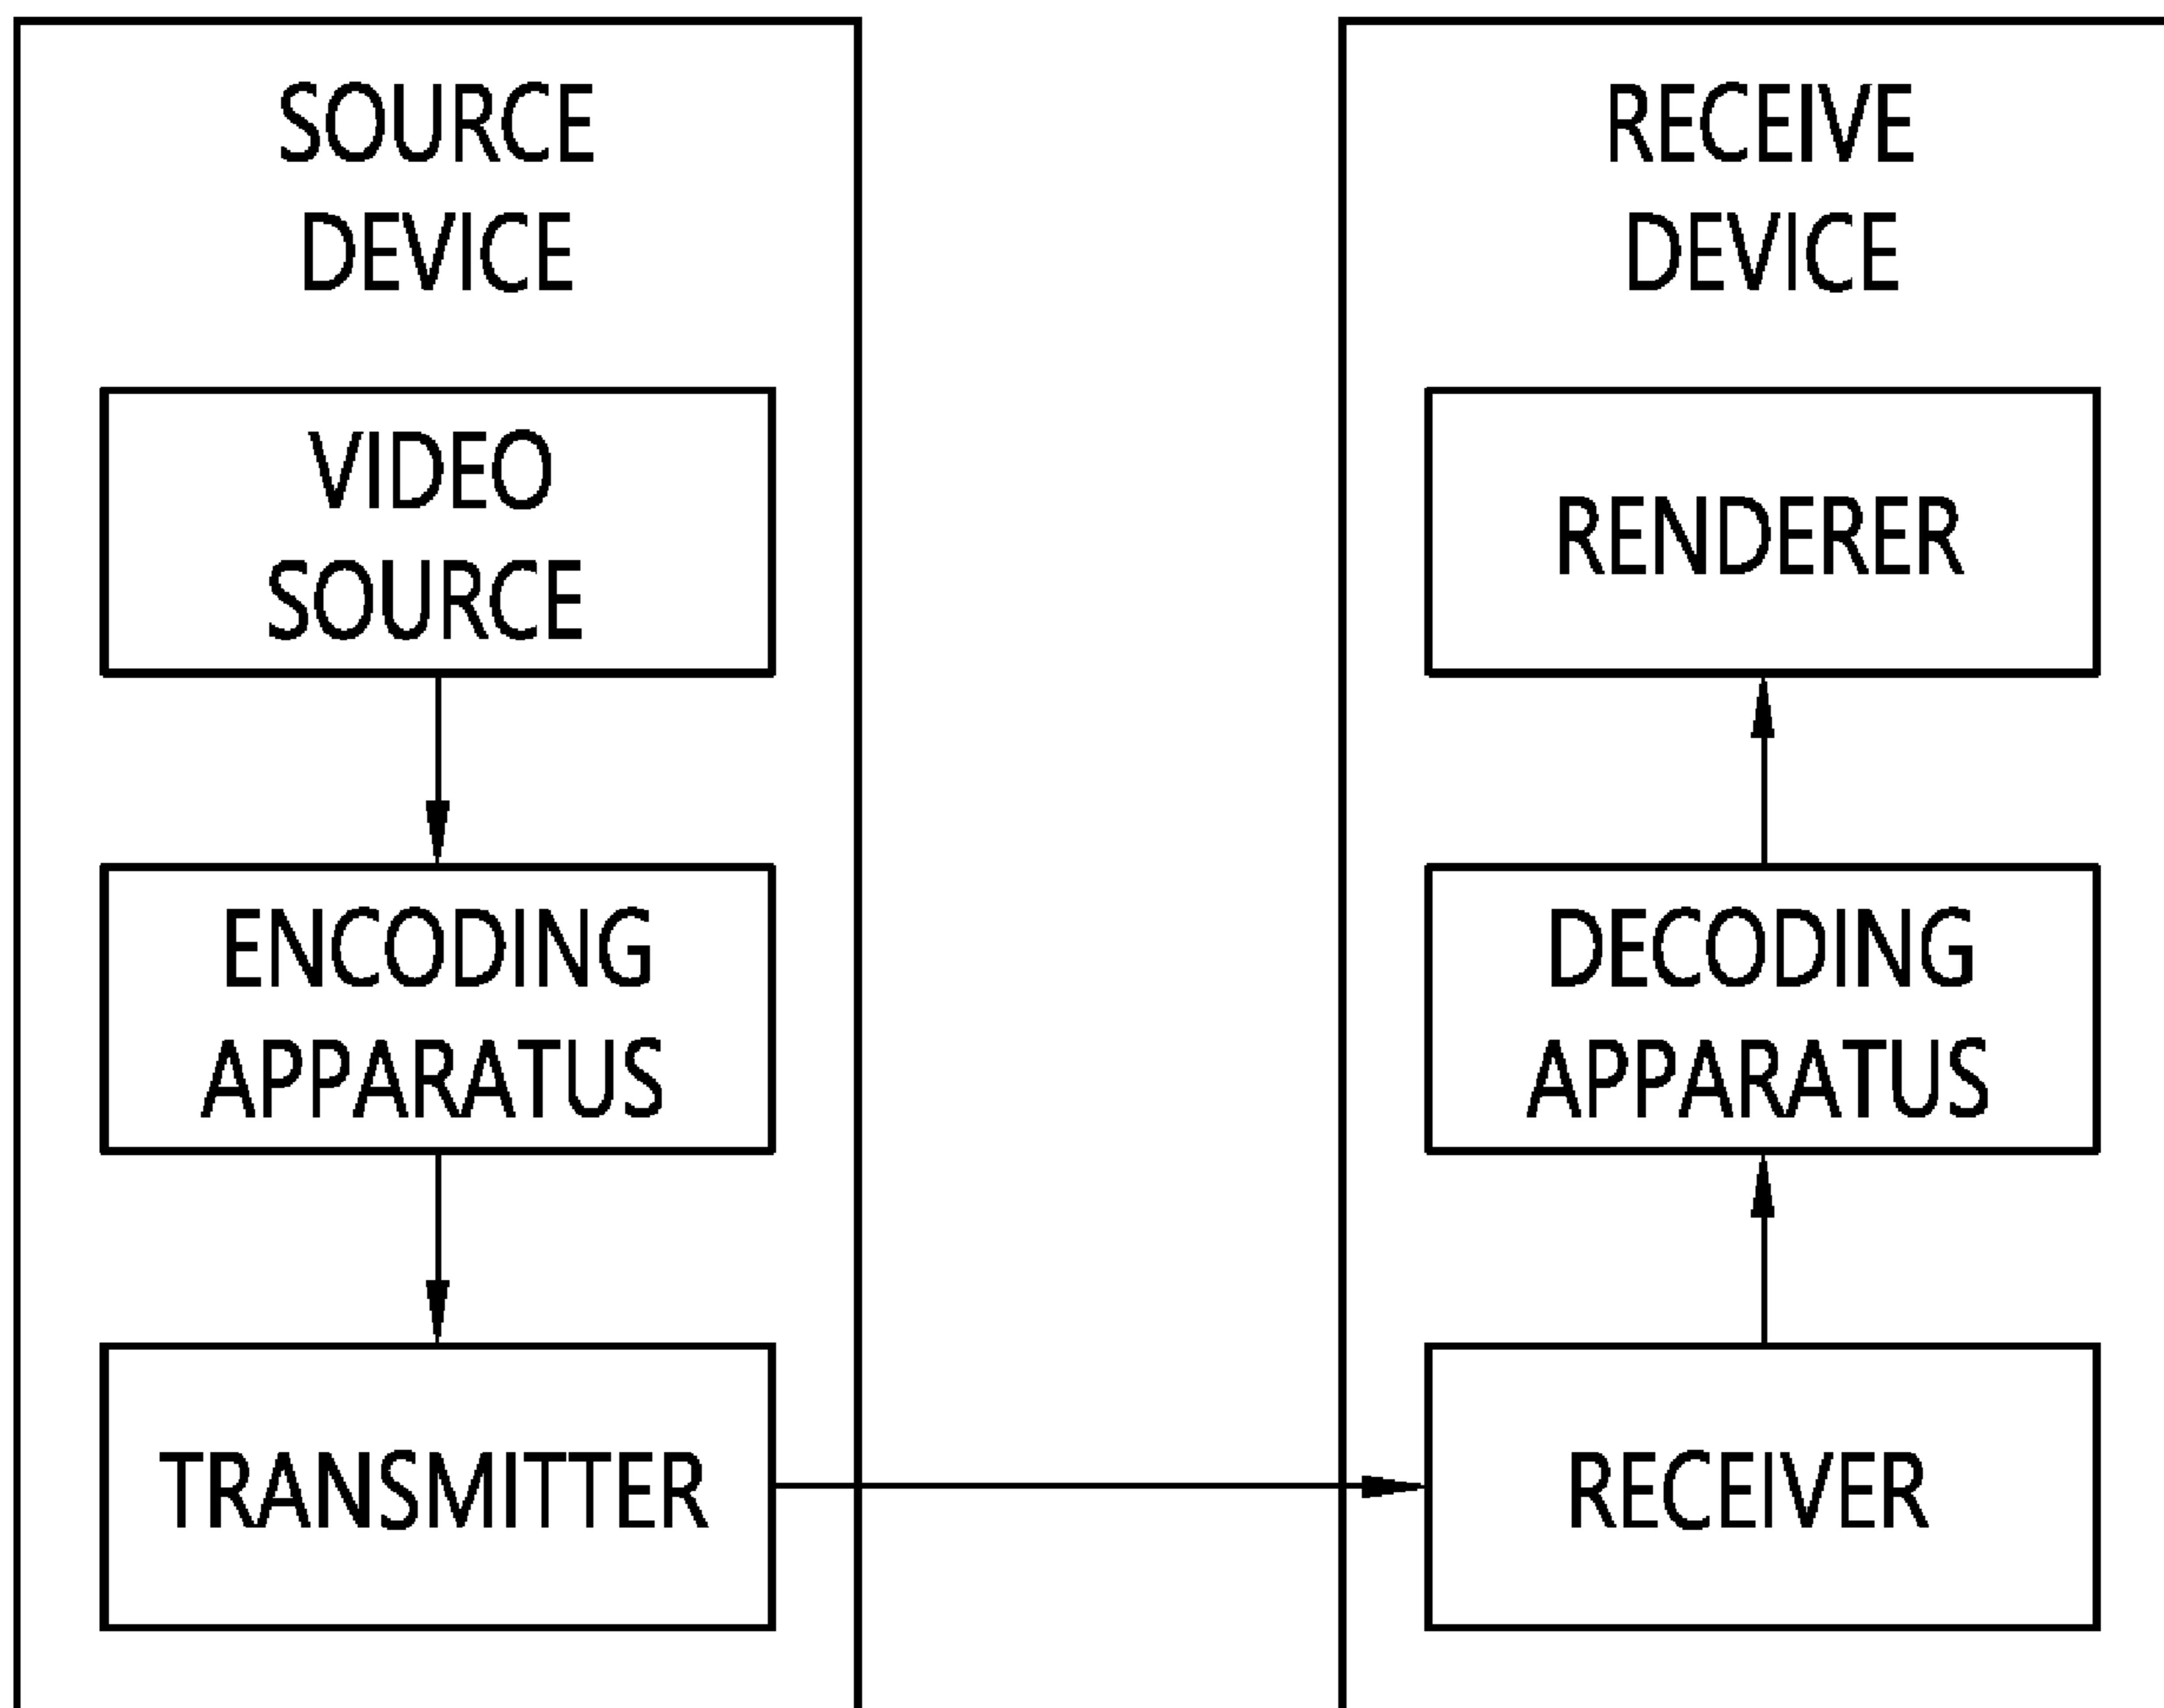 SOURCE
DEVICE
VIDEO
SOURCE
ENCODING
APPARATUS
TRANSMITTER
RECEIVE
DEVICE
RENDERER
DECODING
APPARATUS
RECEIVER